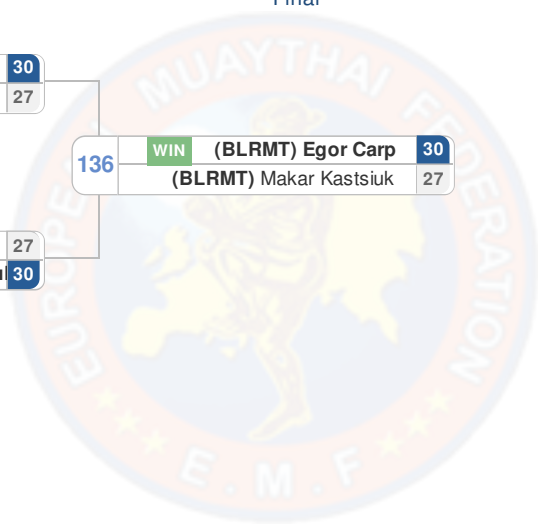 Final
30
27
136
WIN (BLRMT) Egor Carp 30
(BLRMT) Makar Kastsiuk 27
27
30
EUROPEAN MUAYTHAI FEDERATION
E.M.F